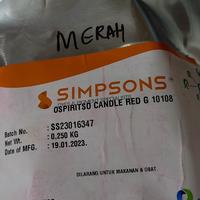 MERAH
SIMPSONS
OSPIRITSO CANDLE RED G 10108
Batch No. : SS23016347
Net Wt. : 0.250 KG
Date of MFG. : 19.01.2023.
DILARANG UNTUK MAKANAN & OBAT.